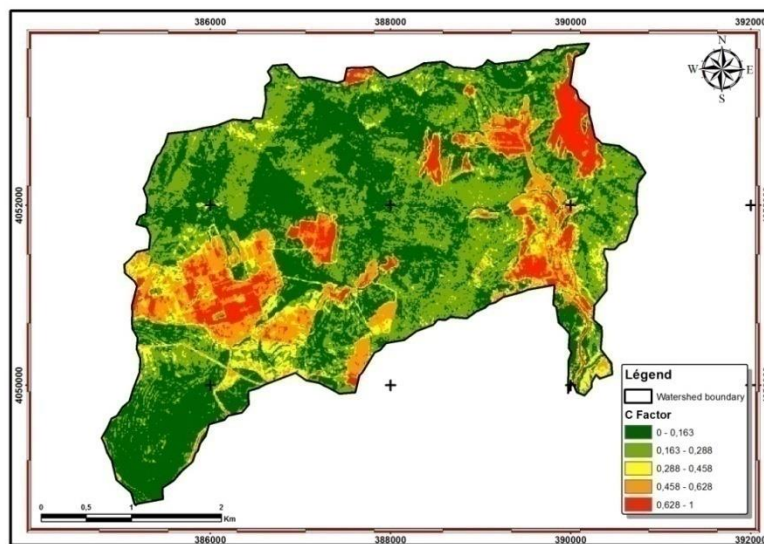 386000 388000 390000 392000
N
W E
S
4052000
4050000
Légend
Watershed boundary
C Factor
0 - 0,163
0,163 - 0,288
0,288 - 0,458
0,458 - 0,628
0,628 - 1
0 0,5 1 2
Km
386000 388000 390000 392000